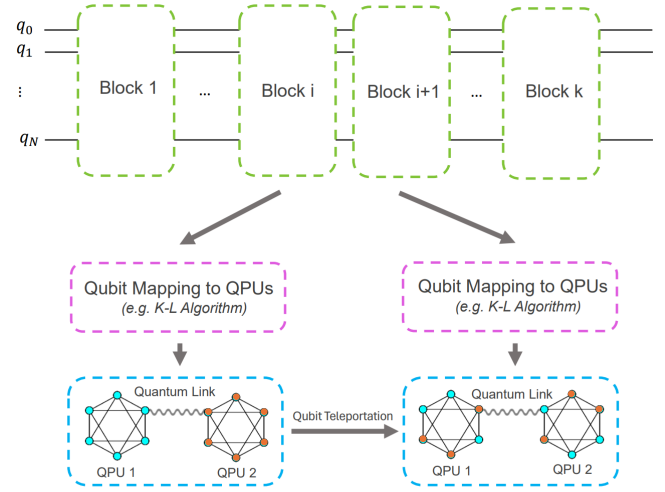 q0
q1
⋮
qN
Block 1
...
Block i
Block i+1
...
Block k
Qubit Mapping to QPUs
(e.g. K-L Algorithm)
Qubit Mapping to QPUs
(e.g. K-L Algorithm)
Quantum Link
QPU 1
QPU 2
Qubit Teleportation
Quantum Link
QPU 1
QPU 2